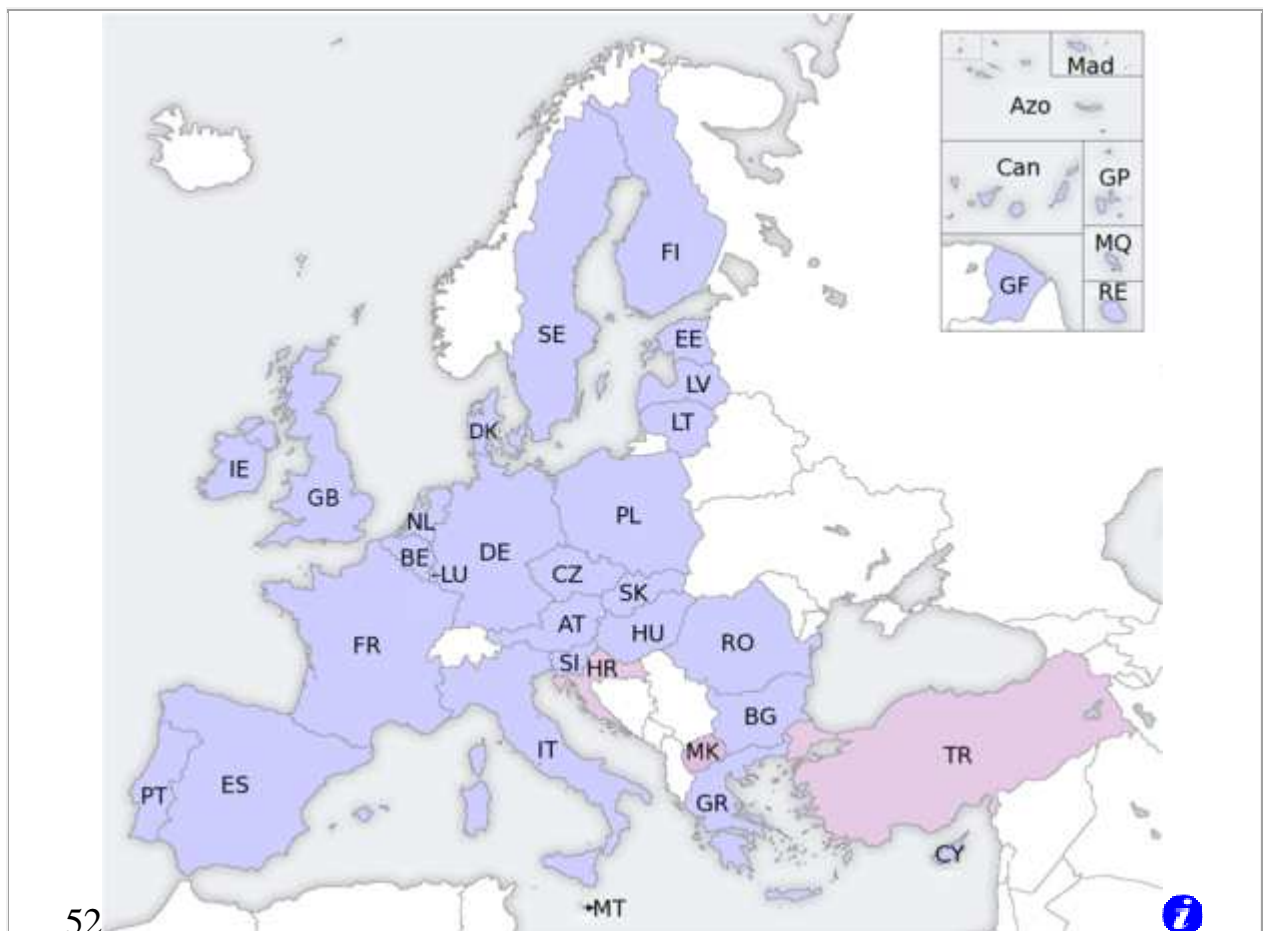 Mad
Azo
Can
GP
MQ
GF
RE
FI
SE
EE
LV
LT
DK
IE
GB
NL
PL
BE
DE
LU
CZ
SK
AT
HU
FR
RO
SI
HR
BG
IT
MK
TR
PT
ES
GR
CY
MT
52
i